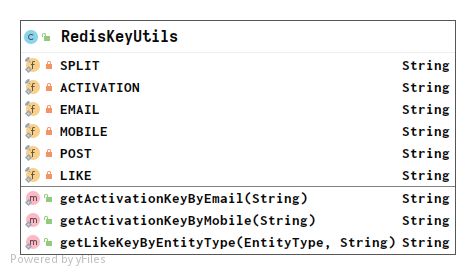 C RedisKeyUtils
f SPLIT String
f ACTIVATION String
f EMAIL String
f MOBILE String
f POST String
f LIKE String
m getActivationKeyByEmail(String) String
m getActivationKeyByMobile(String) String
m getLikeKeyByEntityType(EntityType, String) String
Powered by yFiles